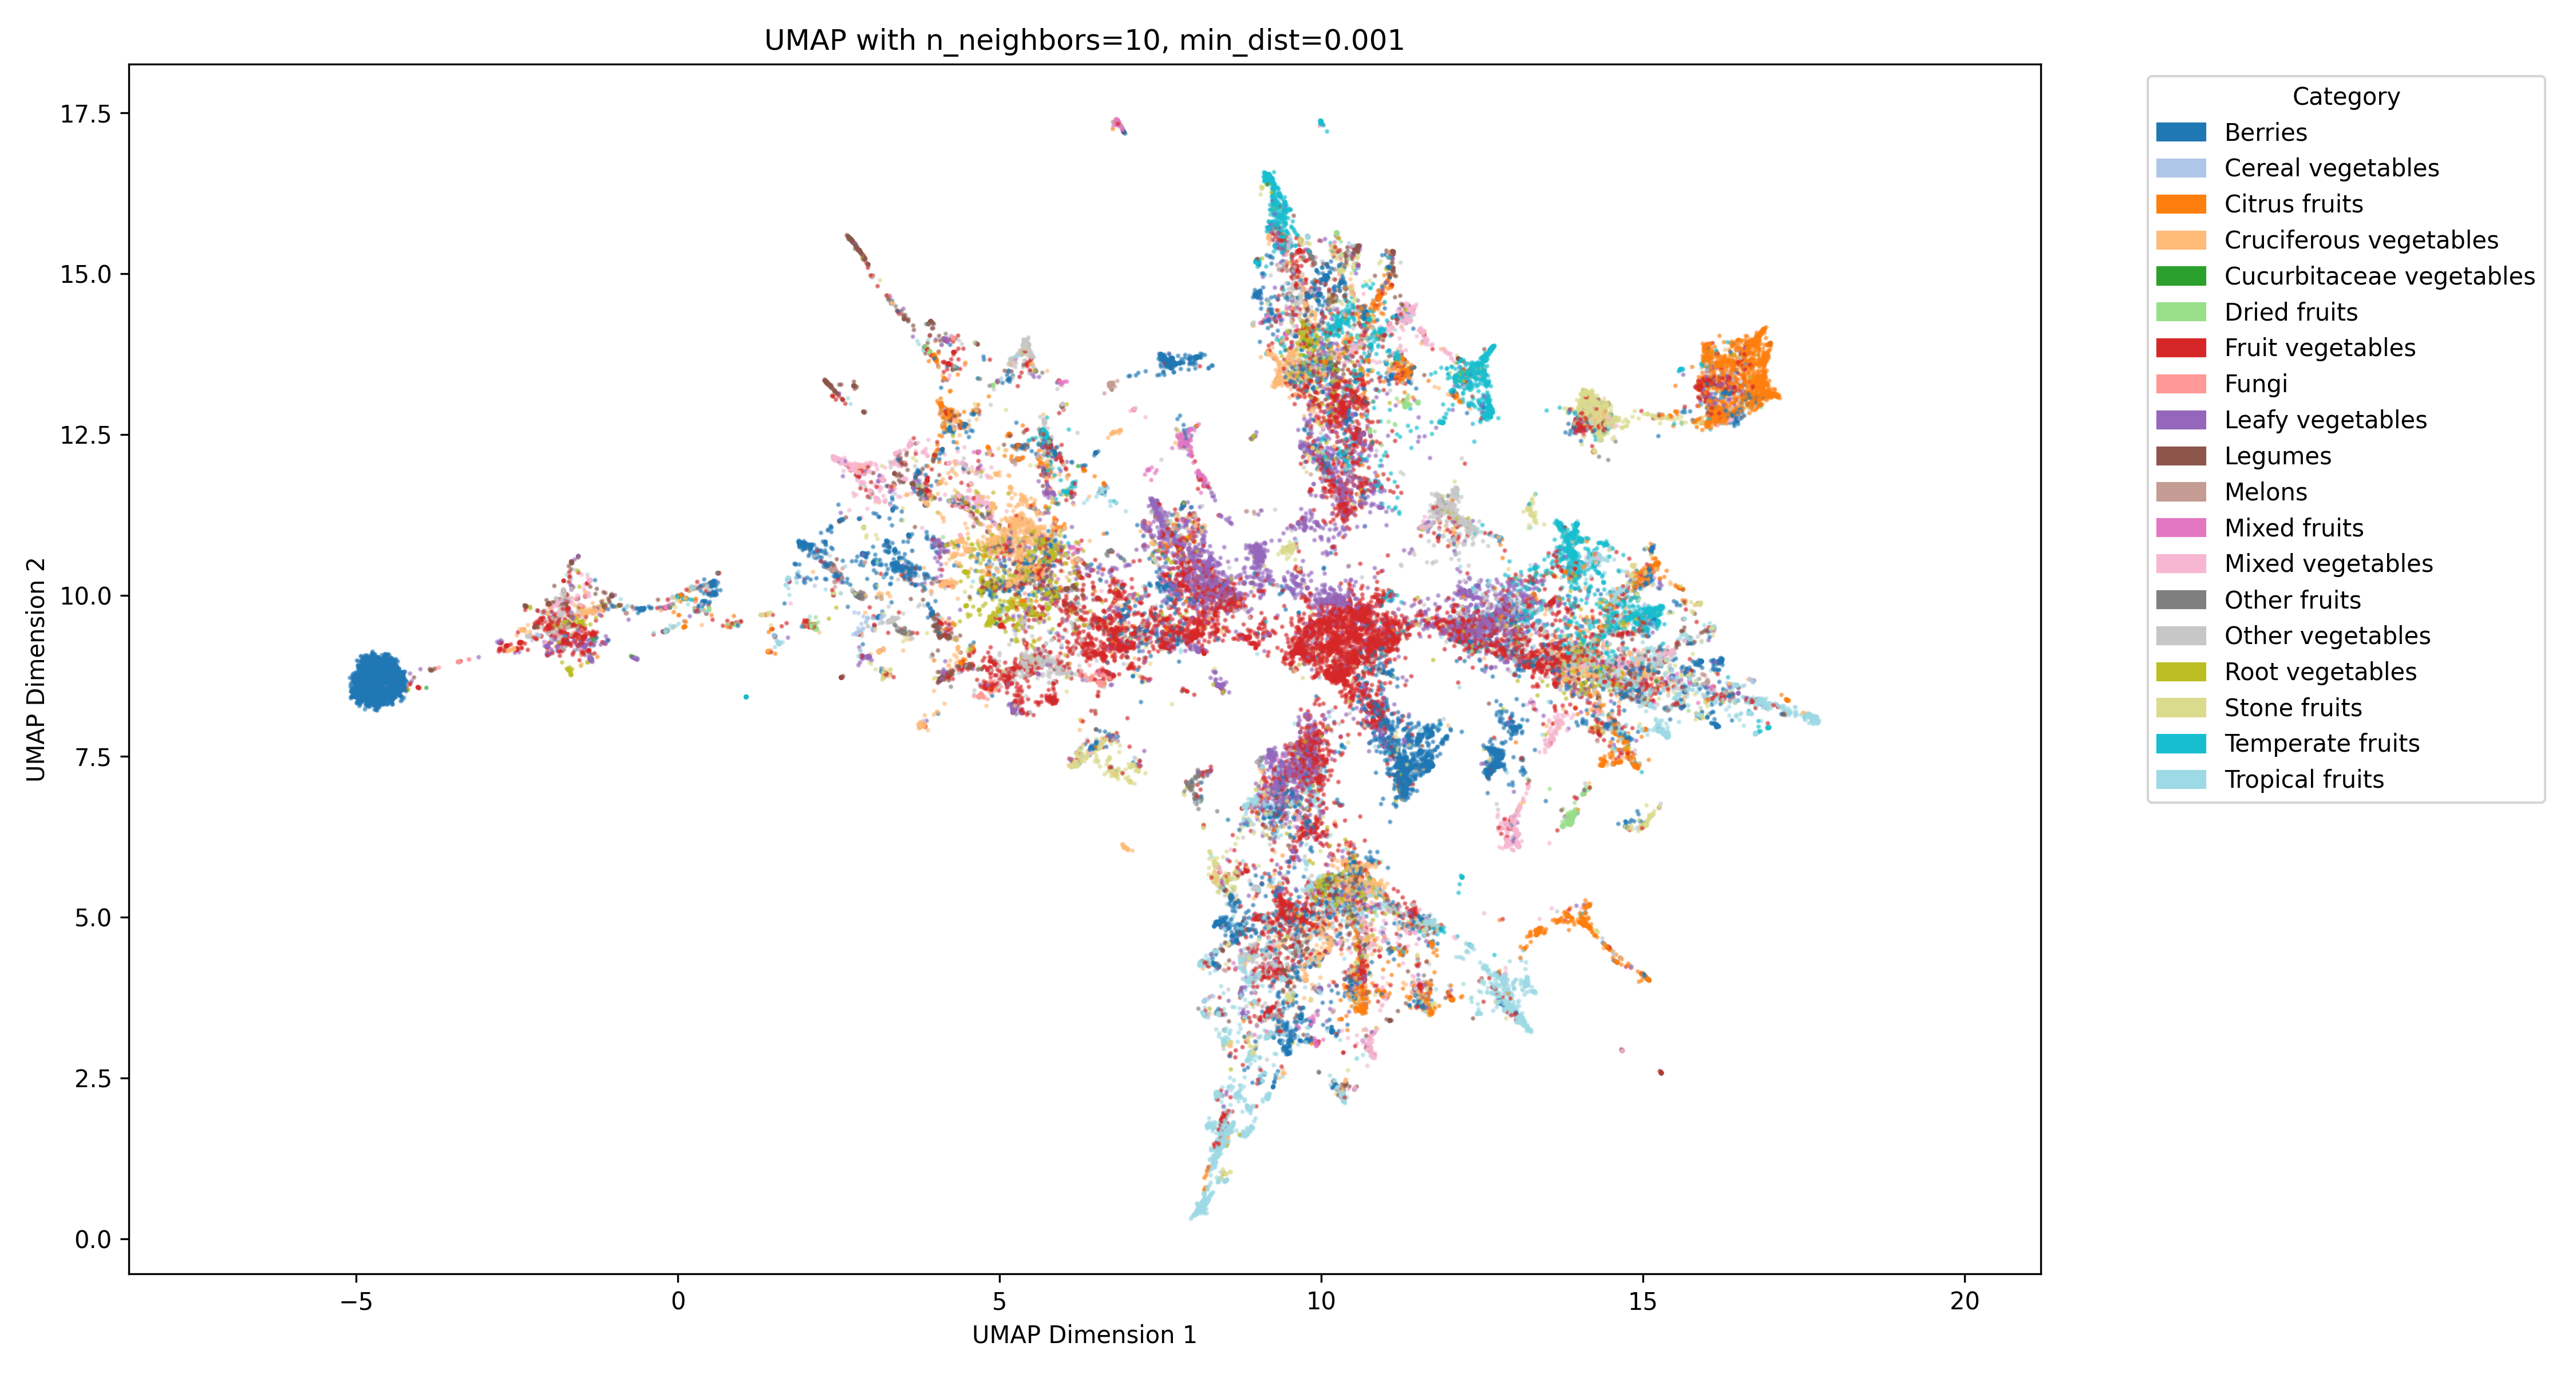 UMAP with n_neighbors=10, min_dist=0.001
17.5
15.0
12.5
10.0
7.5
5.0
2.5
0.0
UMAP Dimension 2
−5
0
5
10
15
20
UMAP Dimension 1
Category
Berries
Cereal vegetables
Citrus fruits
Cruciferous vegetables
Cucurbitaceae vegetables
Dried fruits
Fruit vegetables
Fungi
Leafy vegetables
Legumes
Melons
Mixed fruits
Mixed vegetables
Other fruits
Other vegetables
Root vegetables
Stone fruits
Temperate fruits
Tropical fruits